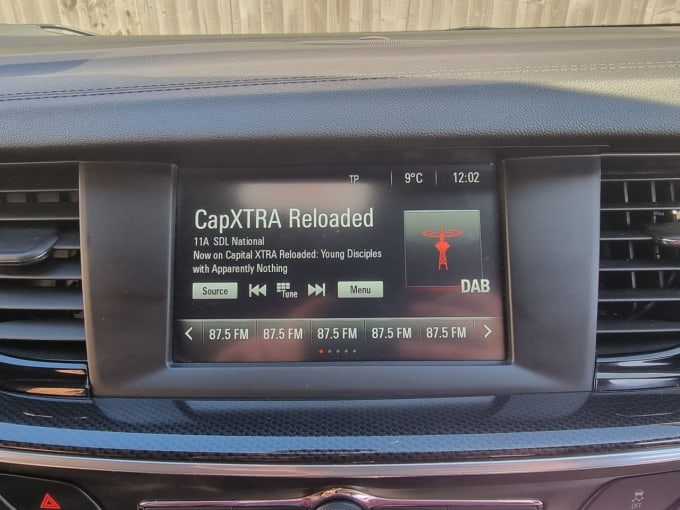 TP 9°C 12:02
CapXTRA Reloaded
11A SDL National
Now on Capital XTRA Reloaded: Young Disciples
with Apparently Nothing
Source Tune Menu
DAB
87.5 FM 87.5 FM 87.5 FM 87.5 FM 87.5 FM
OFF